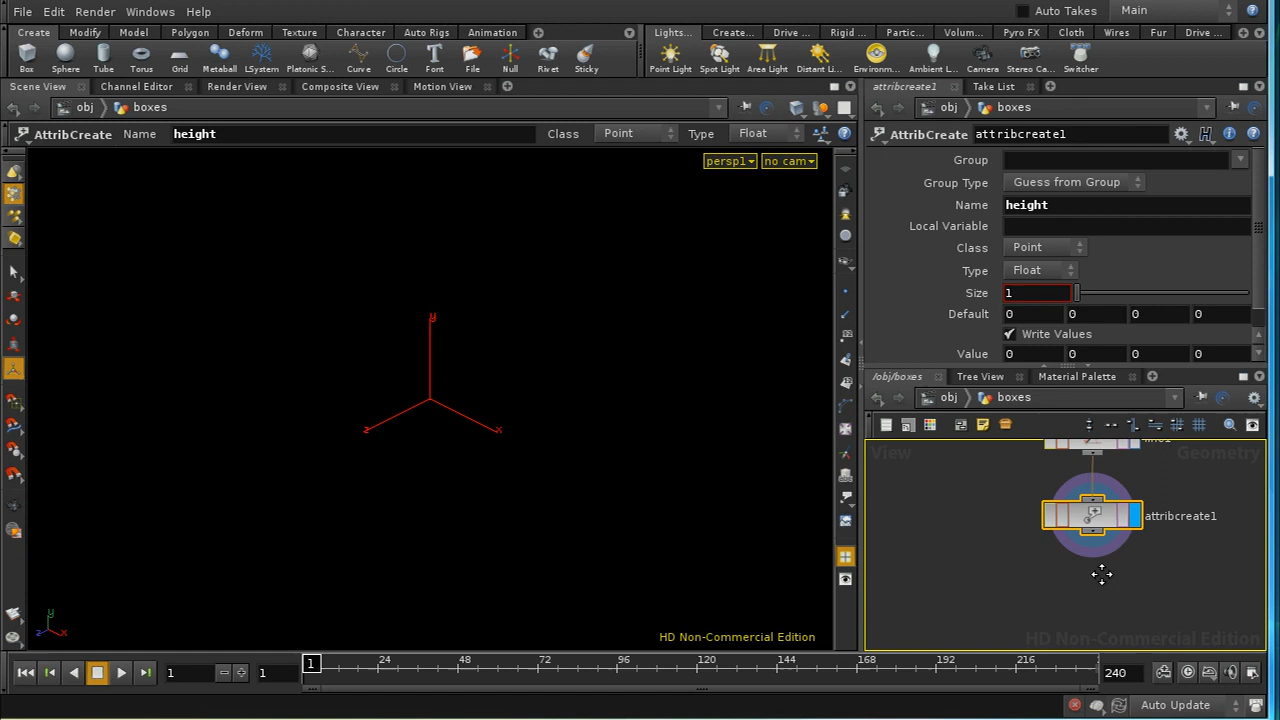 File Edit Render Windows Help Auto Takes Main
Create Modify Model Polygon Deform Texture Character Auto Rigs Animation Lights... Create... Drive ... Rigid ... Partic... Volum... Pyro FX Cloth Wires Fur Drive ...
Box Sphere Tube Torus Grid Metaball LSystem Platonic S... Curve Circle Font File Null Rivet Sticky Point Light Spot Light Area Light Distant L... Environm... Ambient L... Camera Stereo Ca... Switcher
Scene View Channel Editor Render View Composite View Motion View attribcreate1 Take List
obj boxes obj boxes
AttribCreate Name height Class Point Type Float AttribCreate attribcreate1
persp1 no cam
Group
Group Type Guess from Group
Name height
Local Variable
Class Point
Type Float
Size 1
Default 0 0 0 0
Write Values
Value 0 0 0 0
y
z x
/obj/boxes Tree View Material Palette
obj boxes
View Geometry
attribcreate1
y
z x
HD Non-Commercial Edition HD Non-Commercial Edition
1 1 1 24 48 72 96 120 144 168 192 216 240
Auto Update